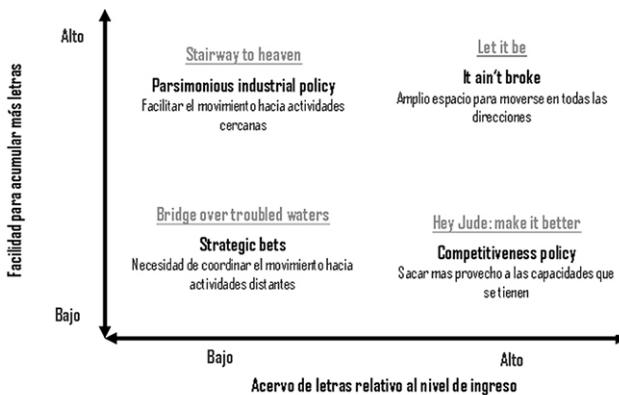 Facilidad para acumular más letras
Alto
Stairway to heaven
Parsimonious industrial policy
Facilitar el movimiento hacia actividades
cercanas
Let it be
It ain't broke
Amplio espacio para moverse en todas las
direcciones
Bridge over troubled waters
Strategic bets
Necesidad de coordinar el movimiento hacia
actividades distantes
Hey Jude: make it better
Competitiveness policy
Sacar mas provecho a las capacidades que
se tienen
Bajo
Bajo
Alto
Acervo de letras relativo al nivel de ingreso